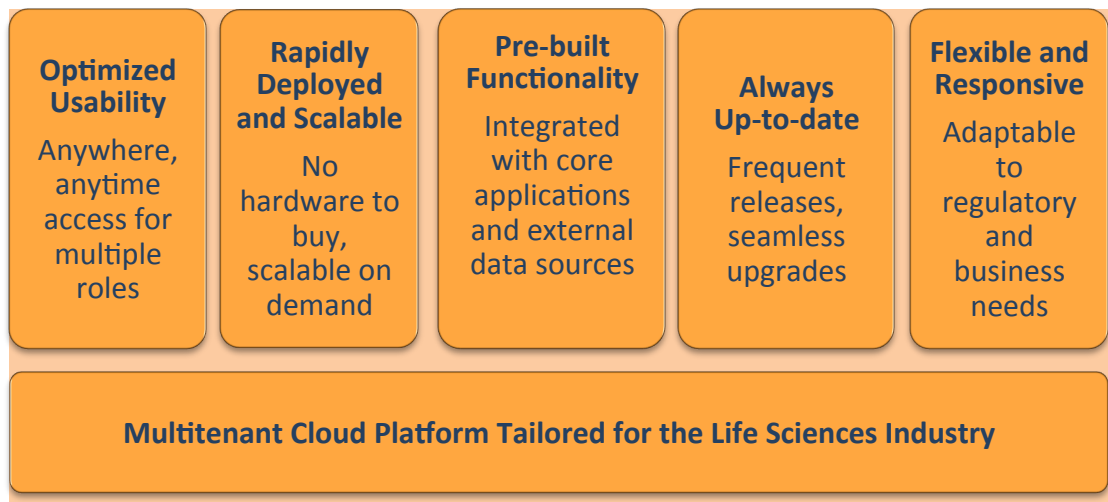 Optimized
Usability
Anywhere,
anytime
access for
multiple
roles
Rapidly
Deployed
and Scalable
No
hardware to
buy,
scalable on
demand
Pre-built
Functionality
Integrated
with core
applications
and external
data sources
Always
Up-to-date
Frequent
releases,
seamless
upgrades
Flexible and
Responsive
Adaptable
to
regulatory
and
business
needs
Multitenant Cloud Platform Tailored for the Life Sciences Industry